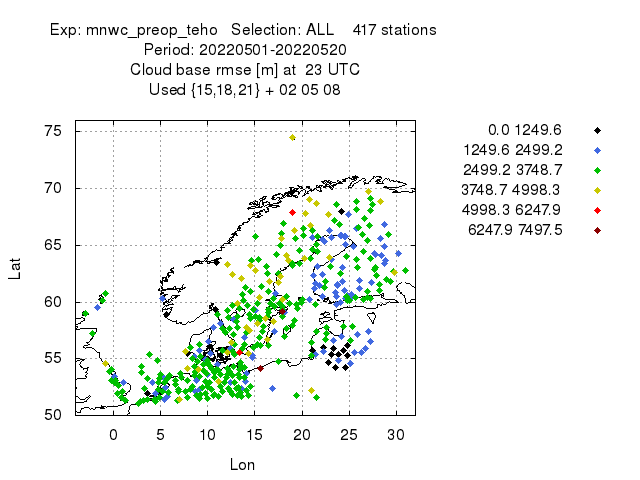 Exp: mnwc_preop_teho   Selection: ALL    417 stations
Period: 20220501-20220520
Cloud base rmse [m] at  23 UTC
Used {15,18,21} + 02 05 08
0.0 1249.6
1249.6 2499.2
2499.2 3748.7
3748.7 4998.3
4998.3 6247.9
6247.9 7497.5
75
70
65
60
55
50
Lat
0 5 10 15 20 25 30
Lon